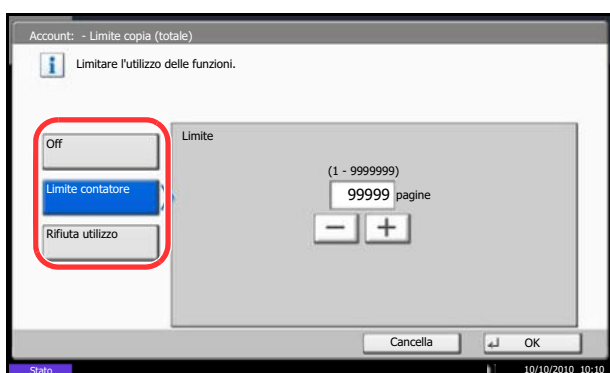 Account: - Limite copia (totale)
Limitare l'utilizzo delle funzioni.
Off
Limite contatore
Rifiuta utilizzo
Limite
(1 - 9999999)
99999 pagine
Cancella
OK
Stato
10/10/2010 10:10